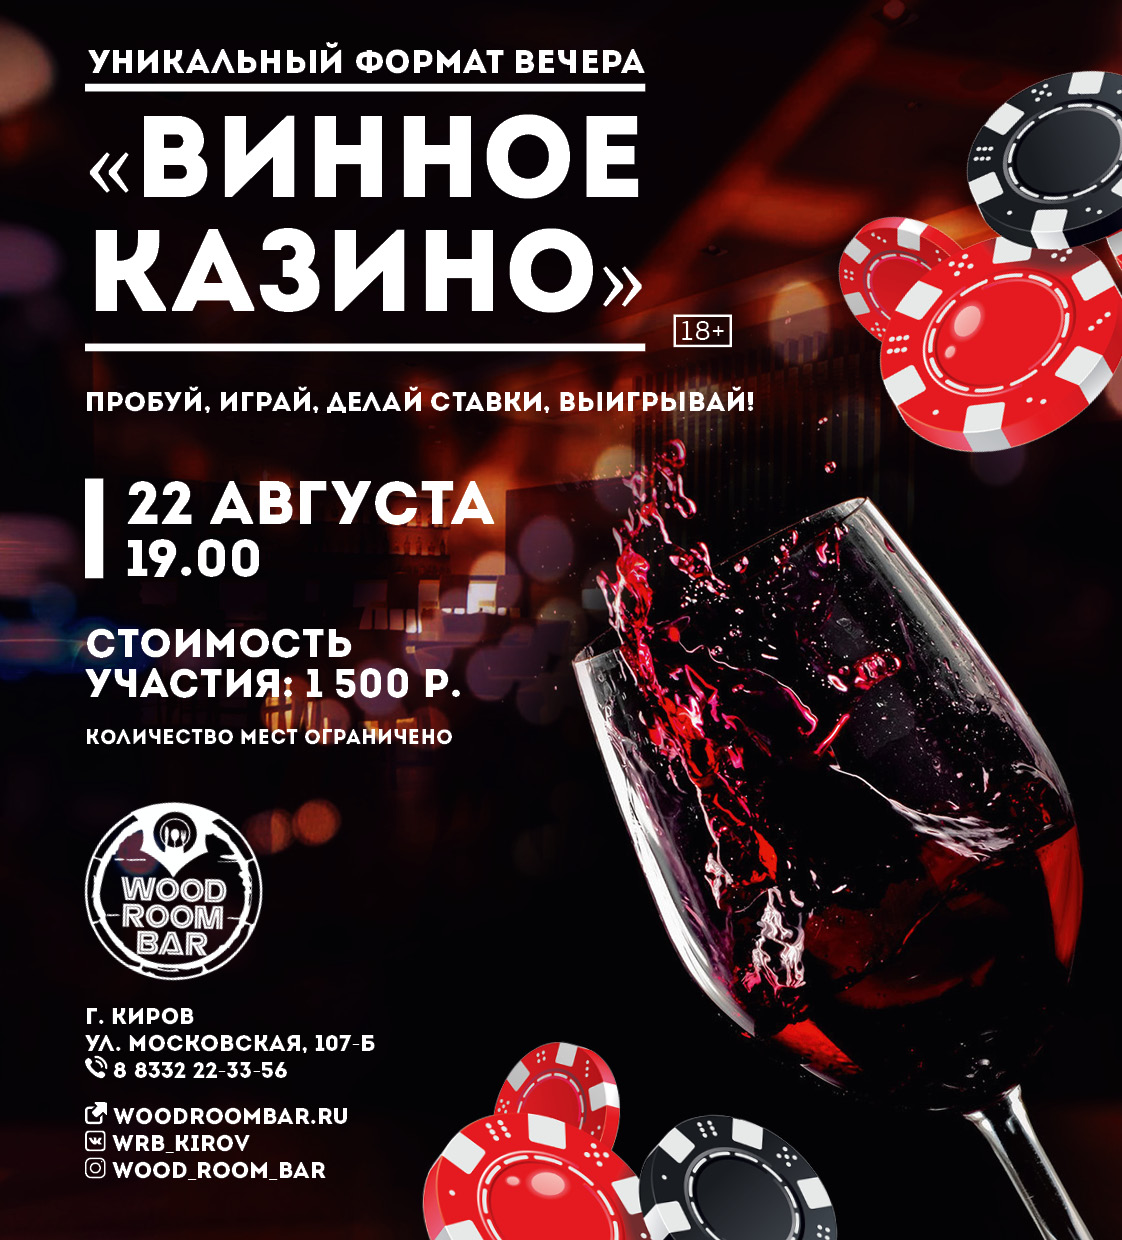 УНИКАЛЬНЫЙ ФОРМАТ ВЕЧЕРА
«ВИННОЕ
КАЗИНО»
18+
ПРОБУЙ, ИГРАЙ, ДЕЛАЙ СТАВКИ, ВЫИГРЫВАЙ!
22 АВГУСТА
19.00
СТОИМОСТЬ
УЧАСТИЯ: 1 500 Р.
КОЛИЧЕСТВО МЕСТ ОГРАНИЧЕНО
WOOD
ROOM
BAR
Г. КИРОВ
УЛ. МОСКОВСКАЯ, 107-Б
8 8332 22-33-56
WOODROOMBAR.RU
WRB_KIROV
WOOD_ROOM_BAR